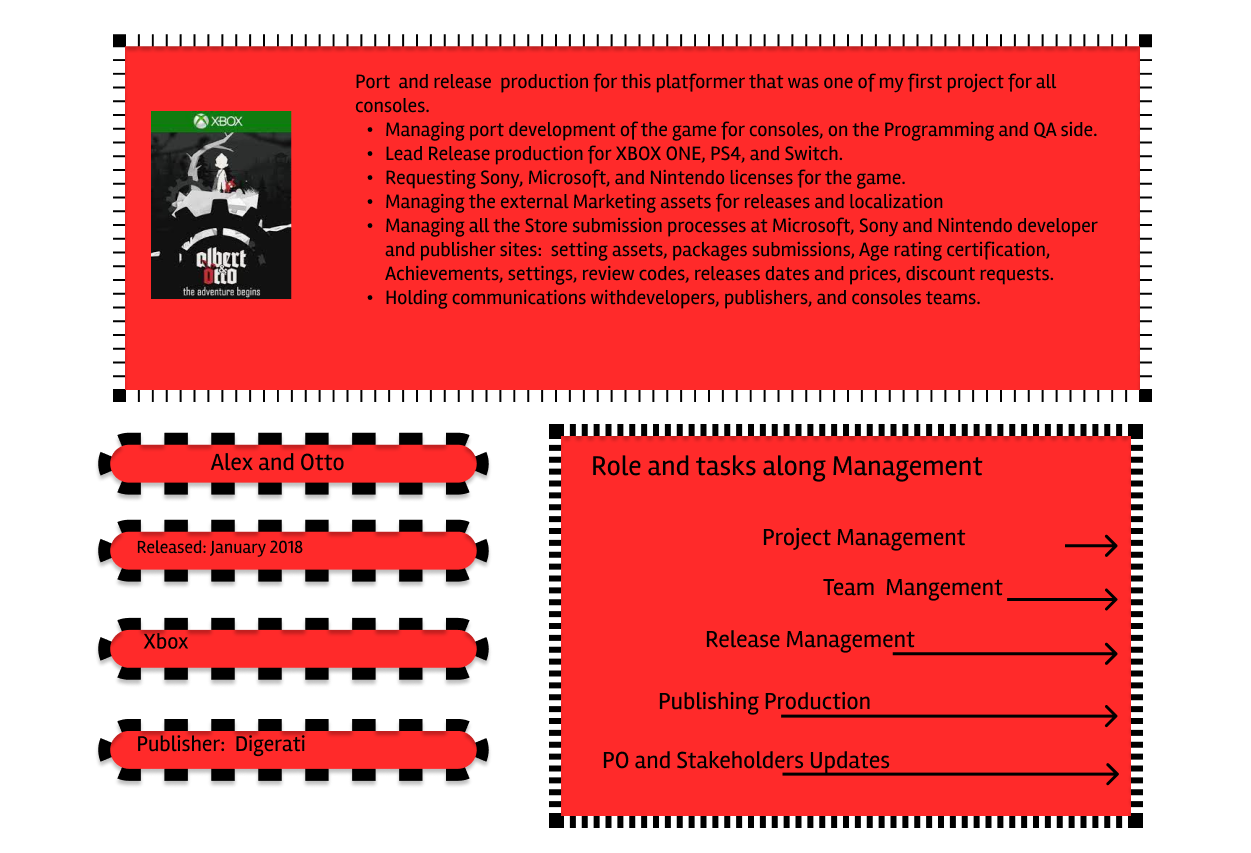 Port  and release  production for this platformer that was one of my first project for all
consoles.
• Managing port development of the game for consoles, on the Programming and QA side.
• Lead Release production for XBOX ONE, PS4, and Switch.
• Requesting Sony, Microsoft, and Nintendo licenses for the game.
• Managing the external Marketing assets for releases and localization
• Managing all the Store submission processes at Microsoft, Sony and Nintendo developer
and publisher sites:  setting assets, packages submissions, Age rating certification,
Achievements, settings, review codes, releases dates and prices, discount requests.
• Holding communications withdevelopers, publishers, and consoles teams.
XBOX
albert
&
otto
the adventure begins
Alex and Otto
Released: January 2018
Xbox
Publisher:  Digerati
Role and tasks along Management
Project Management
Team  Mangement
Release Management
Publishing Production
PO and Stakeholders Updates